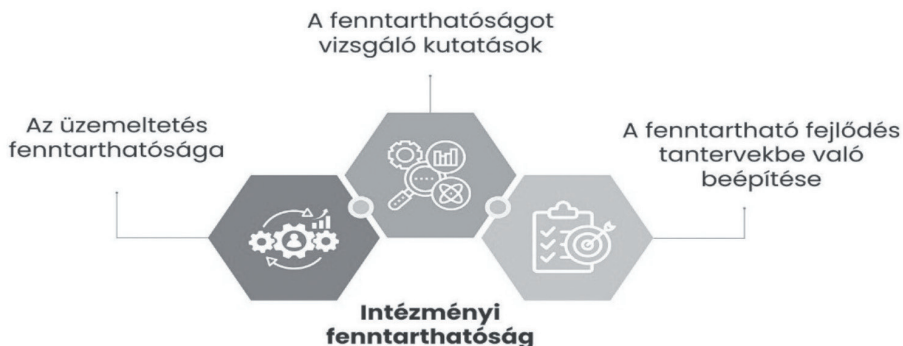 A fenntarthatóságot
vizsgáló kutatások
Az üzemeltetés
fenntarthatósága
A fenntartható fejlődés
tantervekbe való
beépítése
Intézményi
fenntarthatóság